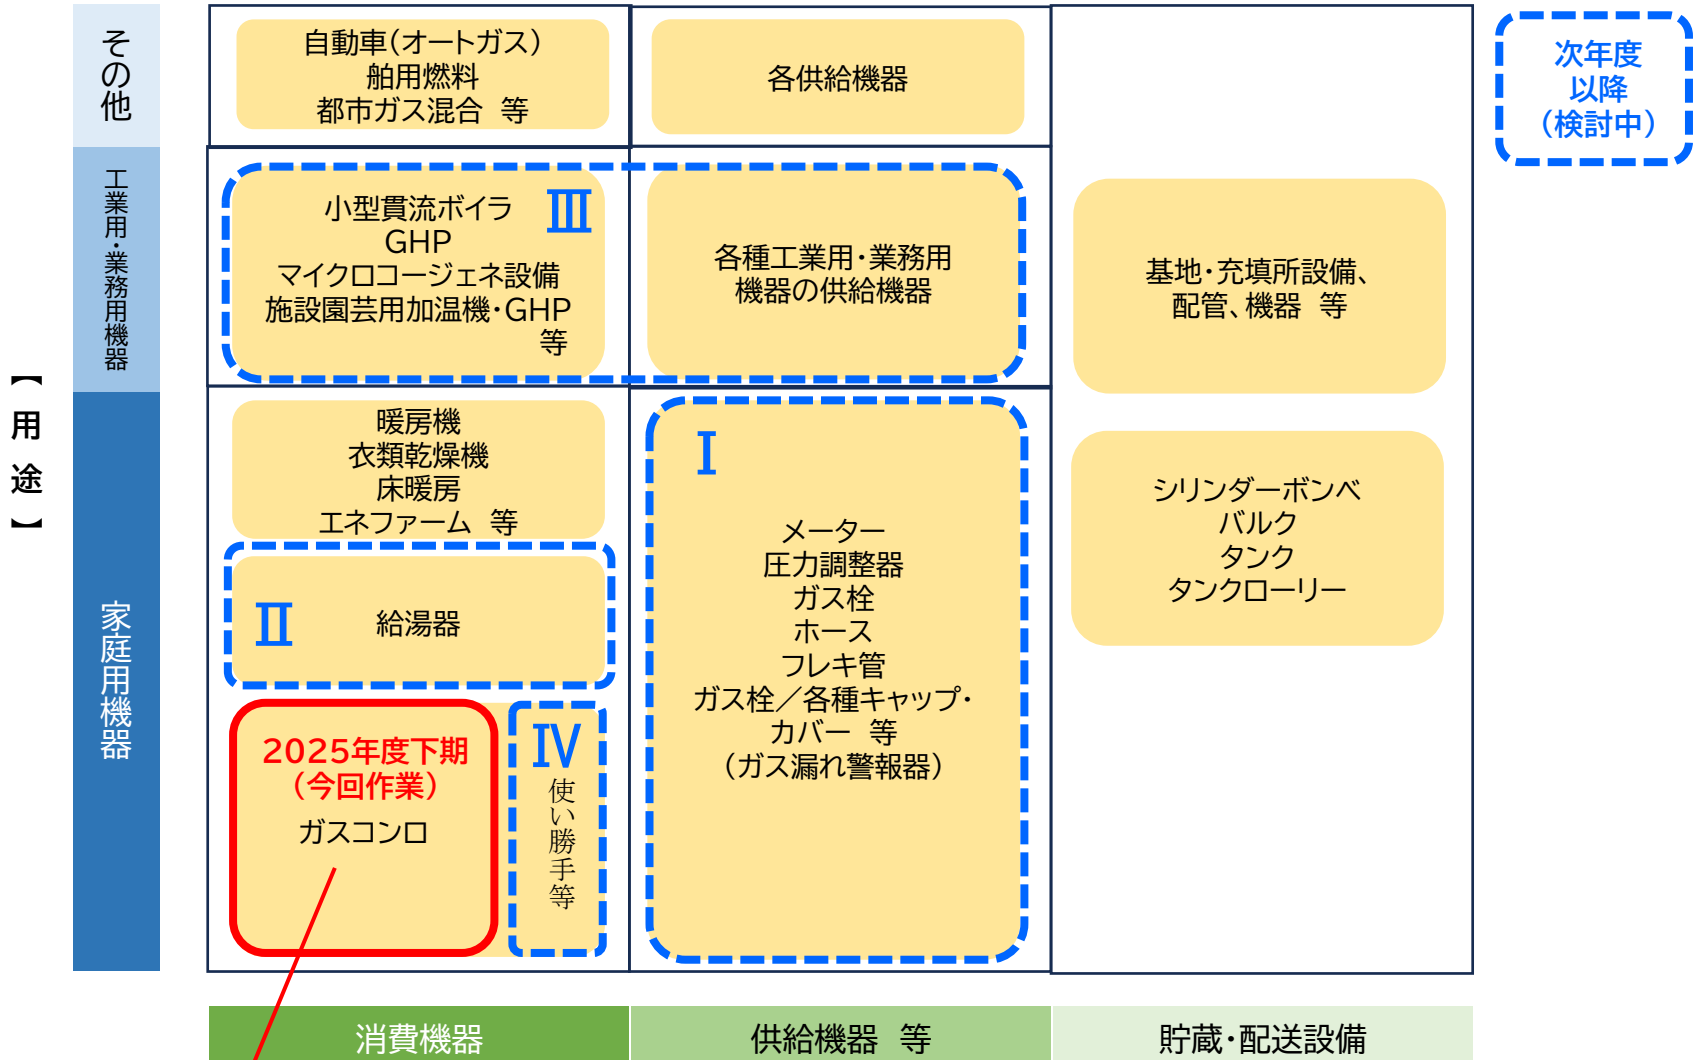 【用途】
その他
工業用・業務用機器
家庭用機器
自動車(オートガス)
舶用燃料
都市ガス混合 等
各供給機器
次年度
以降
(検討中)
Ⅲ
小型貫流ボイラ
GHP
マイクロコージェネ設備
施設園芸用加温機・GHP
等
各種工業用・業務用
機器の供給機器
基地・充填所設備、
配管、機器 等
暖房機
衣類乾燥機
床暖房
エネファーム 等
Ⅱ
給湯器
2025年度下期
(今回作業)
ガスコンロ
Ⅳ
使い勝手等
Ⅰ
メーター
圧力調整器
ガス栓
ホース
フレキ管
ガス栓/各種キャップ・
カバー 等
(ガス漏れ警報器)
シリンダーボンベ
バルク
タンク
タンクローリー
消費機器
供給機器 等
貯蔵・配送設備